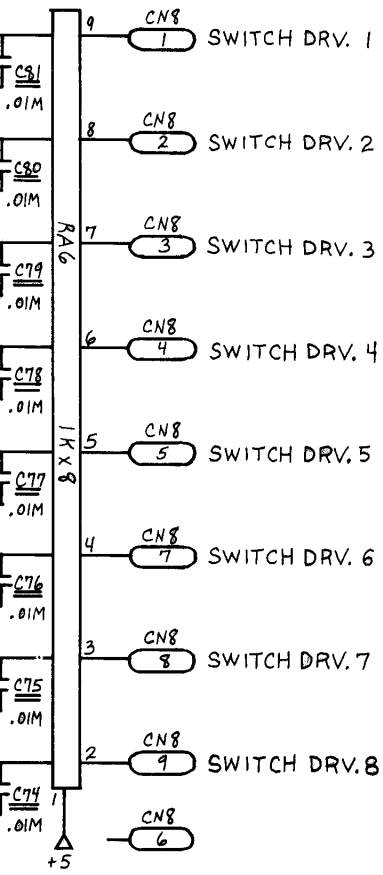 9 CN8
1 SWITCH DRV. 1
C81
.01M
8 CN8
2 SWITCH DRV. 2
C80
.01M
RA6
7 CN8
3 SWITCH DRV. 3
C79
.01M
6 CN8
4 SWITCH DRV. 4
C78
.01M
1K X 8
5 CN8
5 SWITCH DRV. 5
C77
.01M
4 CN8
7 SWITCH DRV. 6
C76
.01M
3 CN8
8 SWITCH DRV. 7
C75
.01M
2 CN8
9 SWITCH DRV. 8
C74
.01M
1
+5
CN8
6